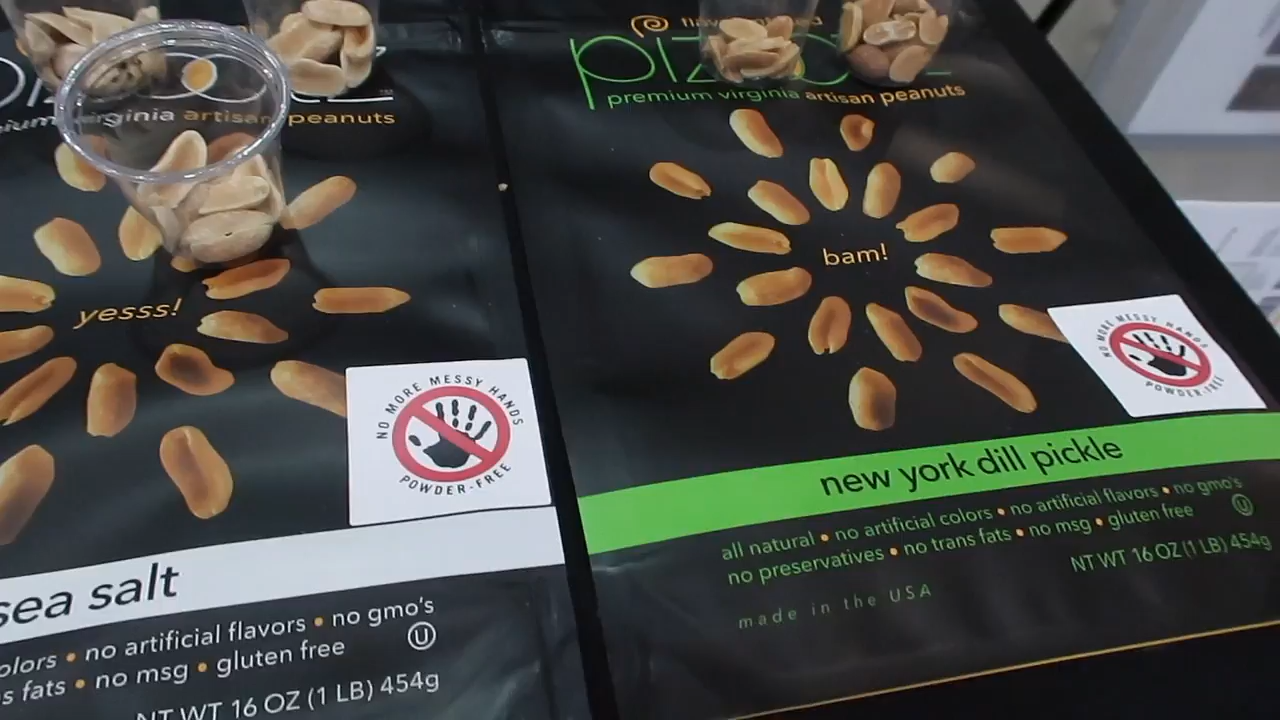 premium virginia artisan peanuts
bam!
NO MORE MESSY HANDS
POWDER-FREE
new york dill pickle
all natural • no artificial colors • no artificial flavors • no gmo's
no preservatives • no trans fats • no msg • gluten free
U
NT WT 16 OZ (1 LB) 454g
made in the USA
virginia artisan peanuts
yesss!
NO MORE MESSY HANDS
POWDER-FREE
sea salt
• no artificial flavors • no gmo's
fats • no msg • gluten free
U
NT WT 16 OZ (1 LB) 454g